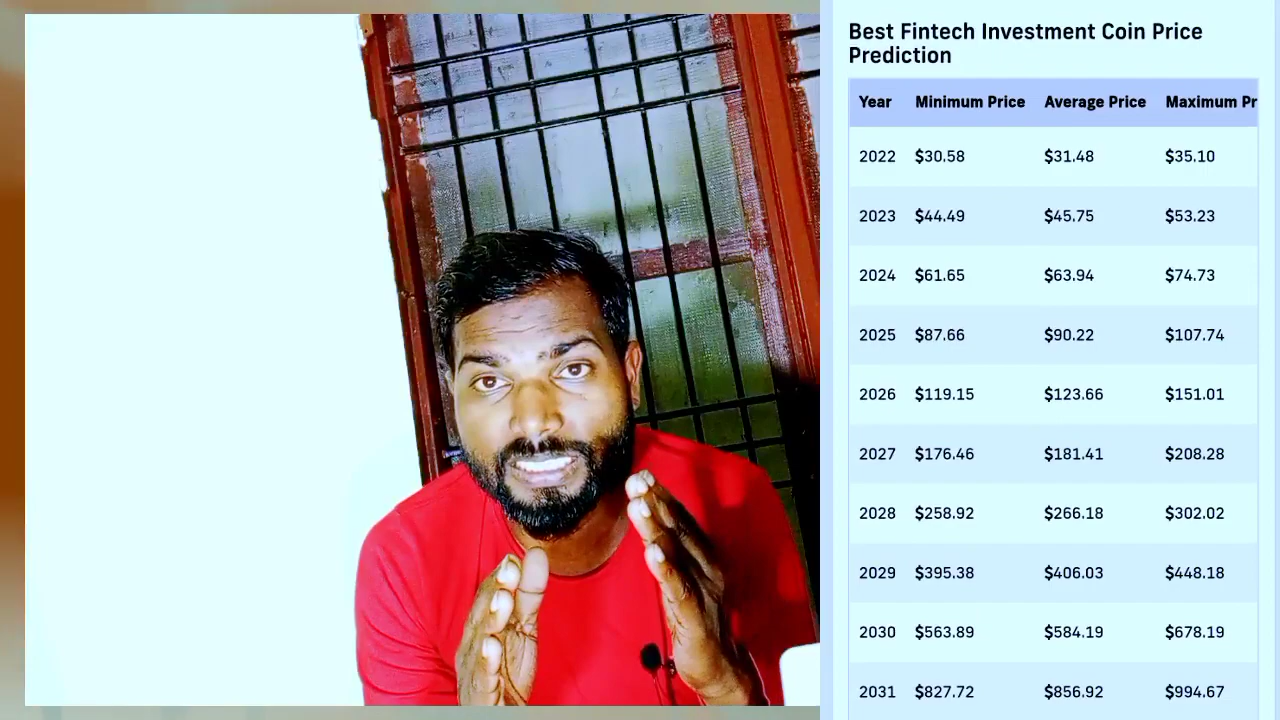 Best Fintech Investment Coin Price
Prediction
Year Minimum Price Average Price Maximum Pr
2022 $30.58 $31.48 $35.10
2023 $44.49 $45.75 $53.23
2024 $61.65 $63.94 $74.73
2025 $87.66 $90.22 $107.74
2026 $119.15 $123.66 $151.01
2027 $176.46 $181.41 $208.28
2028 $258.92 $266.18 $302.02
2029 $395.38 $406.03 $448.18
2030 $563.89 $584.19 $678.19
2031 $827.72 $856.92 $994.67